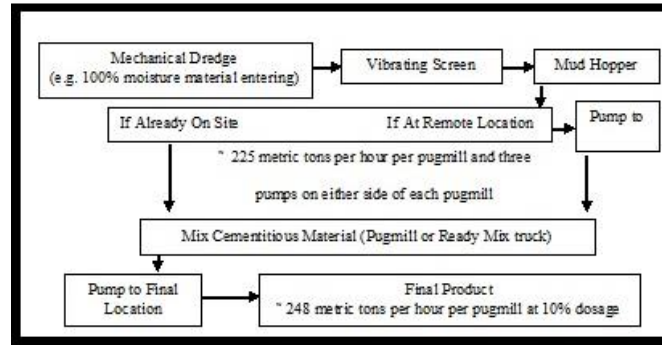 Mechanical Dredge
(e.g. 100% moisture material entering)
Vibrating Screen
Mud Hopper
If Already On Site
If At Remote Location
Pump to
~ 225 metric tons per hour per pugmill and three
pumps on either side of each pugmill
Mix Cementitious Material (Pugmill or Ready Mix truck)
Pump to Final
Location
Final Product
~ 248 metric tons per hour per pugmill at 10% dosage